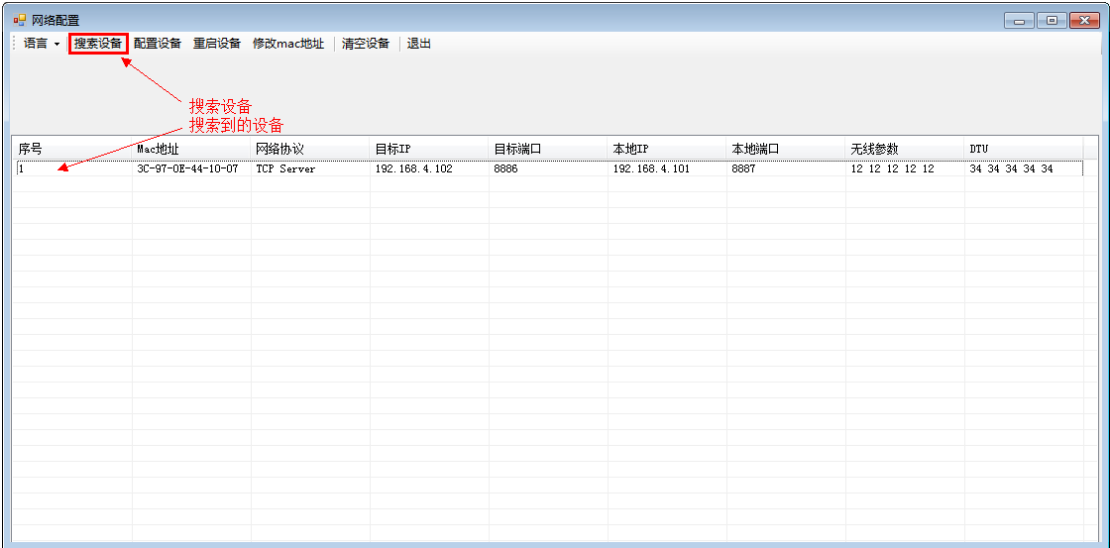 网络配置
语言 搜索设备 配置设备 重启设备 修改mac地址 清空设备 退出
搜索设备
搜索到的设备
序号 Mac地址 网络协议 目标IP 目标端口 本地IP 本地端口 无线参数 DTU
1 3C-97-0E-44-10-07 TCP Server 192.168.4.102 8886 192.168.4.101 8887 12 12 12 12 12 34 34 34 34 34